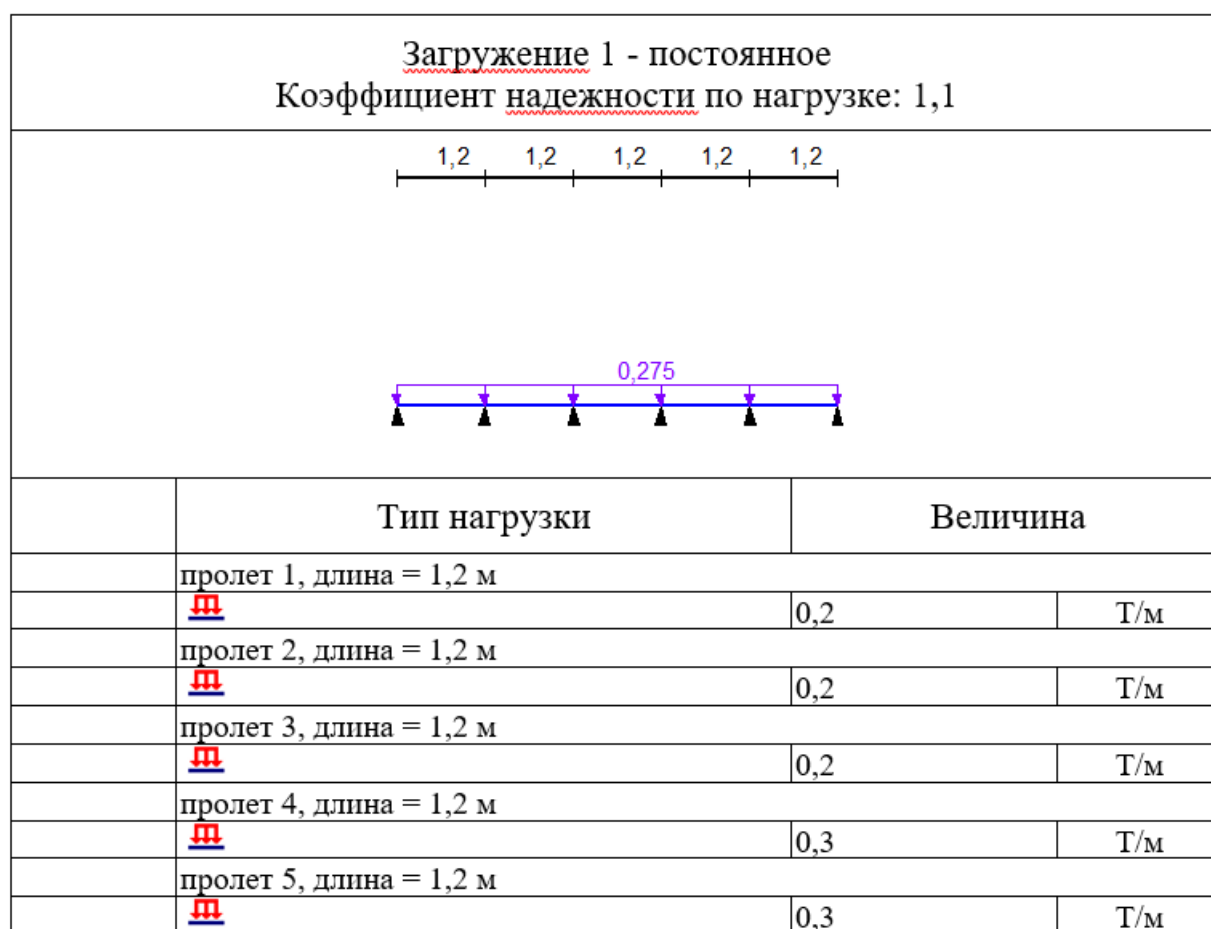 Загружение 1 - постоянное
Коэффициент надежности по нагрузке: 1,1
1,2 1,2 1,2 1,2 1,2
0,275
Тип нагрузки Величина
пролет 1, длина = 1,2 м
0,2 Т/м
пролет 2, длина = 1,2 м
0,2 Т/м
пролет 3, длина = 1,2 м
0,2 Т/м
пролет 4, длина = 1,2 м
0,3 Т/м
пролет 5, длина = 1,2 м
0,3 Т/м